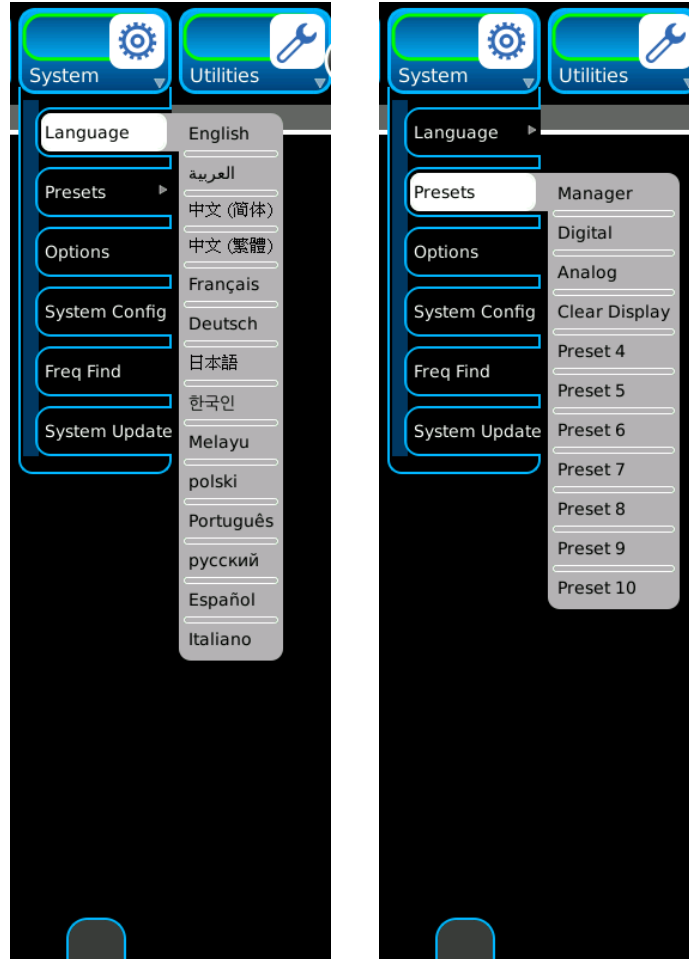 System
Utilities
Language
Presets
Options
System Config
Freq Find
System Update
English
العربية
中文 (简体)
中文 (繁體)
Français
Deutsch
日本語
한국인
Melayu
polski
Português
русский
Español
Italiano
System
Utilities
Language
Presets
Options
System Config
Freq Find
System Update
Manager
Digital
Analog
Clear Display
Preset 4
Preset 5
Preset 6
Preset 7
Preset 8
Preset 9
Preset 10